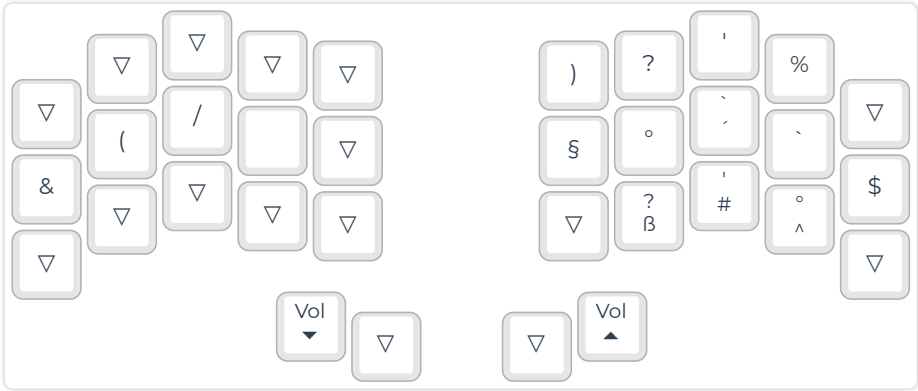 ▽ ▽ ▽ ▽ ▽ ) ? ' % ▽
& ( / ▽ § ° ` ` $
´
▽ ▽ ▽ ▽ ▽ ▽ ? ' ° ▽
ß # ^
Vol ▽ ▽ Vol
▼ ▲